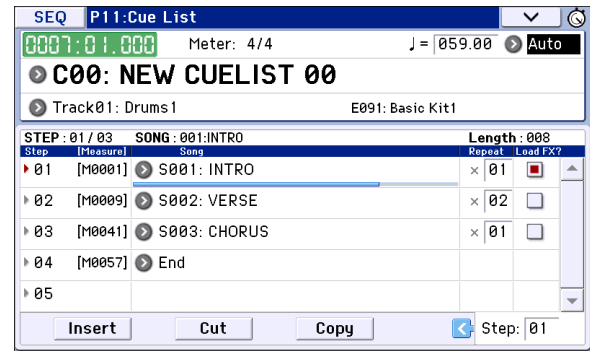 SEQ P11:Cue List
0007:01.000 Meter: 4/4 ♩= 059.00 Auto
C00: NEW CUELIST 00
Track01: Drums1 E091: Basic Kit1
STEP : 01 / 03 SONG : 001:INTRO Length : 008
Step [Measure] Song Repeat Load FX?
01 [M0001] S001: INTRO × 01
02 [M0009] S002: VERSE × 02
03 [M0041] S003: CHORUS × 01
04 [M0057] End
05
Insert Cut Copy Step: 01